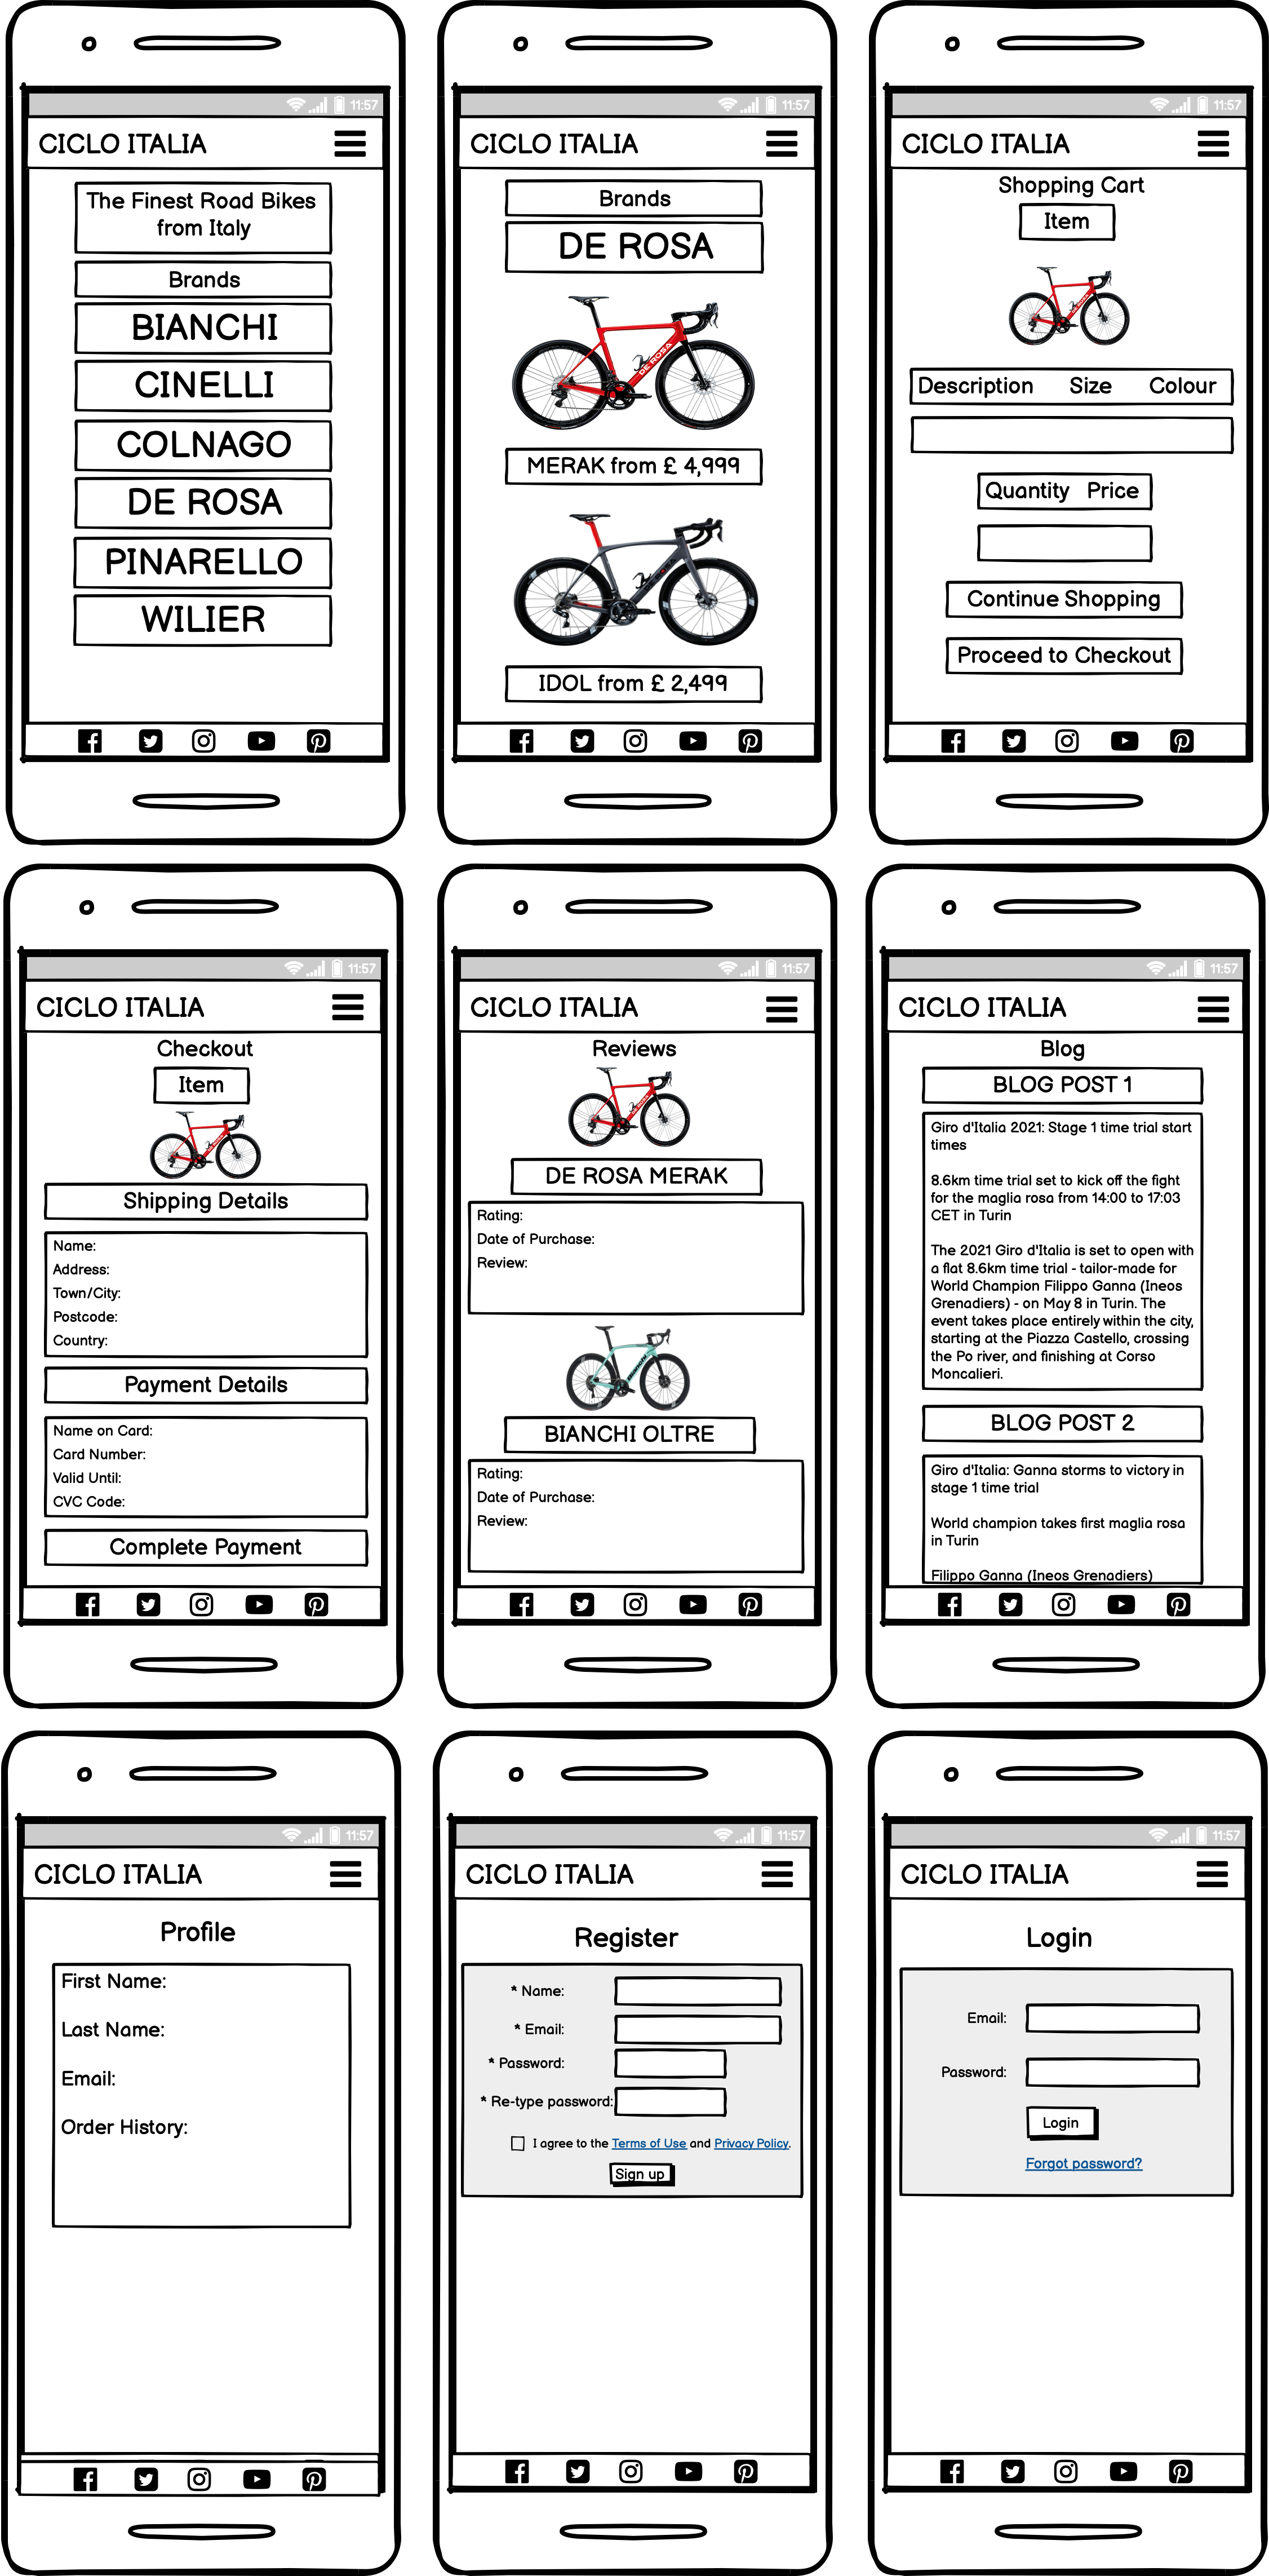 11:57
CICLO ITALIA
The Finest Road Bikes
from Italy
Brands
BIANCHI
CINELLI
COLNAGO
DE ROSA
PINARELLO
WILIER
11:57
CICLO ITALIA
Brands
DE ROSA
DE ROSA
MERAK from £ 4,999
IDOL from £ 2,499
11:57
CICLO ITALIA
Shopping Cart
Item
Description Size Colour
Quantity Price
Continue Shopping
Proceed to Checkout
11:57
CICLO ITALIA
Checkout
Item
Shipping Details
Name:
Address:
Town/City:
Postcode:
Country:
Payment Details
Name on Card:
Card Number:
Valid Until:
CVC Code:
Complete Payment
11:57
CICLO ITALIA
Reviews
DE ROSA MERAK
Rating:
Date of Purchase:
Review:
Bianchi
BIANCHI OLTRE
Rating:
Date of Purchase:
Review:
11:57
CICLO ITALIA
Blog
BLOG POST 1
Giro d'Italia 2021: Stage 1 time trial start
times
8.6km time trial set to kick off the fight
for the maglia rosa from 14:00 to 17:03
CET in Turin
The 2021 Giro d'Italia is set to open with
a flat 8.6km time trial - tailor-made for
World Champion Filippo Ganna (Ineos
Grenadiers) - on May 8 in Turin. The
event takes place entirely within the city,
starting at the Piazza Castello, crossing
the Po river, and finishing at Corso
Moncalieri.
BLOG POST 2
Giro d'Italia: Ganna storms to victory in
stage 1 time trial
World champion takes first maglia rosa
in Turin
Filippo Ganna (Ineos Grenadiers)
11:57
CICLO ITALIA
Profile
First Name:
Last Name:
Email:
Order History:
11:57
CICLO ITALIA
Register
* Name:
* Email:
* Password:
* Re-type password:
I agree to the Terms of Use and Privacy Policy.
Sign up
11:57
CICLO ITALIA
Login
Email:
Password:
Login
Forgot password?